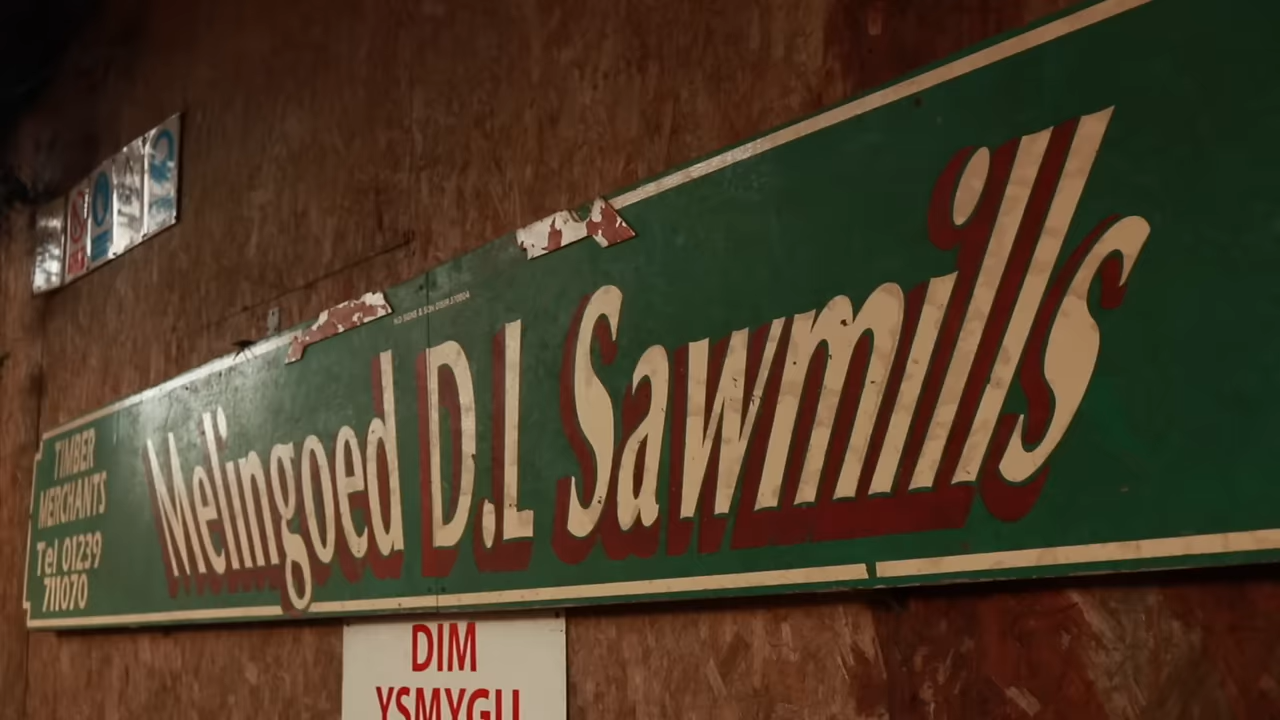 TIMBER
MERCHANTS
Tel 01239
711070
Melingoed D.L Sawmills
DIM
YSMYGU